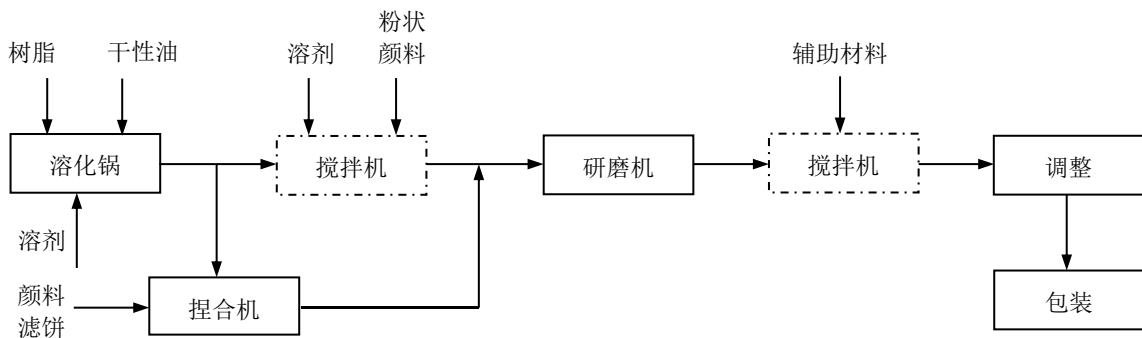 树脂
干性油
溶剂
粉状
颜料
辅助材料
溶化锅
搅拌机
研磨机
搅拌机
调整
溶剂
颜料
滤饼
捏合机
包装